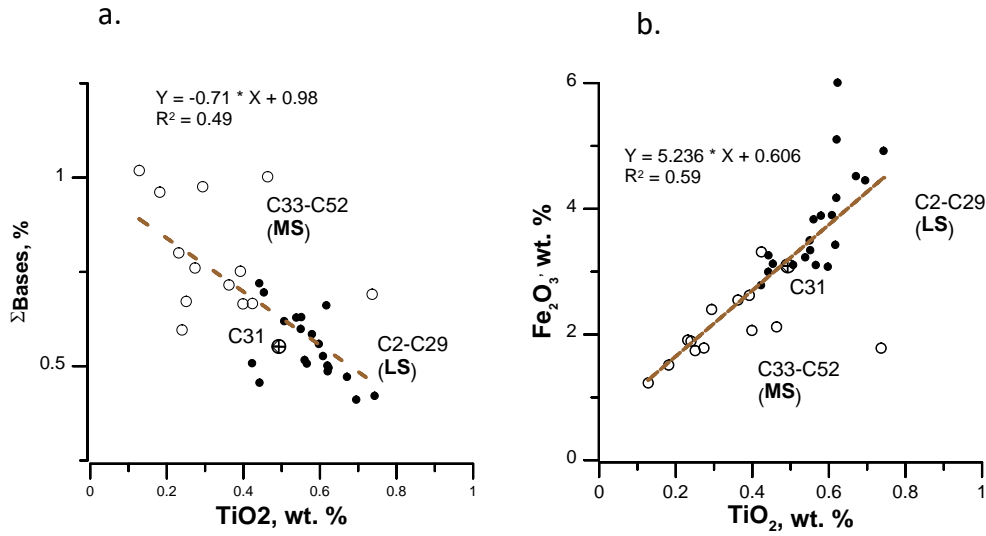 a.
Y = -0.71 * X + 0.98
R² = 0.49
1
0.5
ΣBases, %
C33-C52
(MS)
C31
C2-C29
(LS)
0
0.2
0.4
0.6
0.8
1
TiO2, wt. %
b.
6
4
2
0
Fe₂O₃, wt. %
Y = 5.236 * X + 0.606
R² = 0.59
C2-C29
(LS)
C31
C33-C52
(MS)
0
0.2
0.4
0.6
0.8
1
TiO₂, wt. %